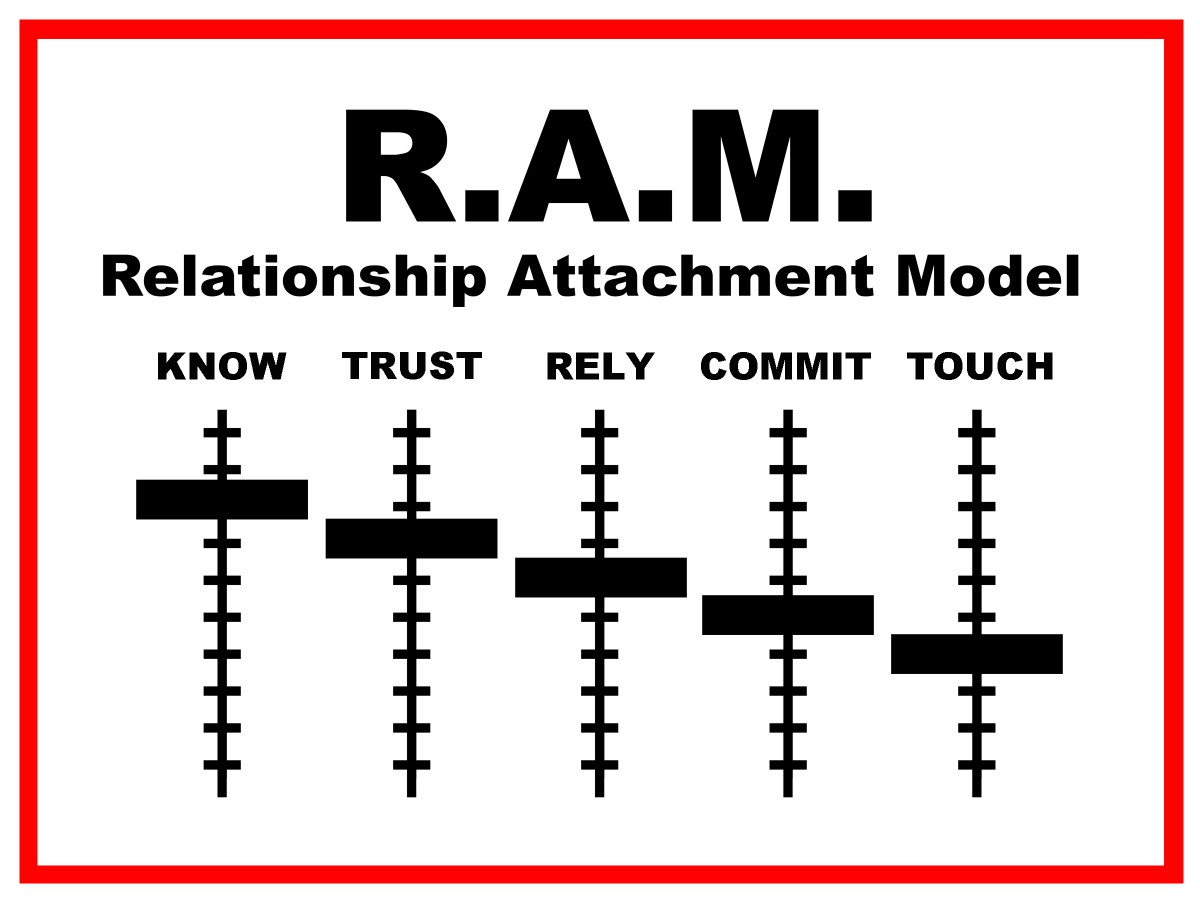 R.A.M.
Relationship Attachment Model
KNOW TRUST RELY COMMIT TOUCH